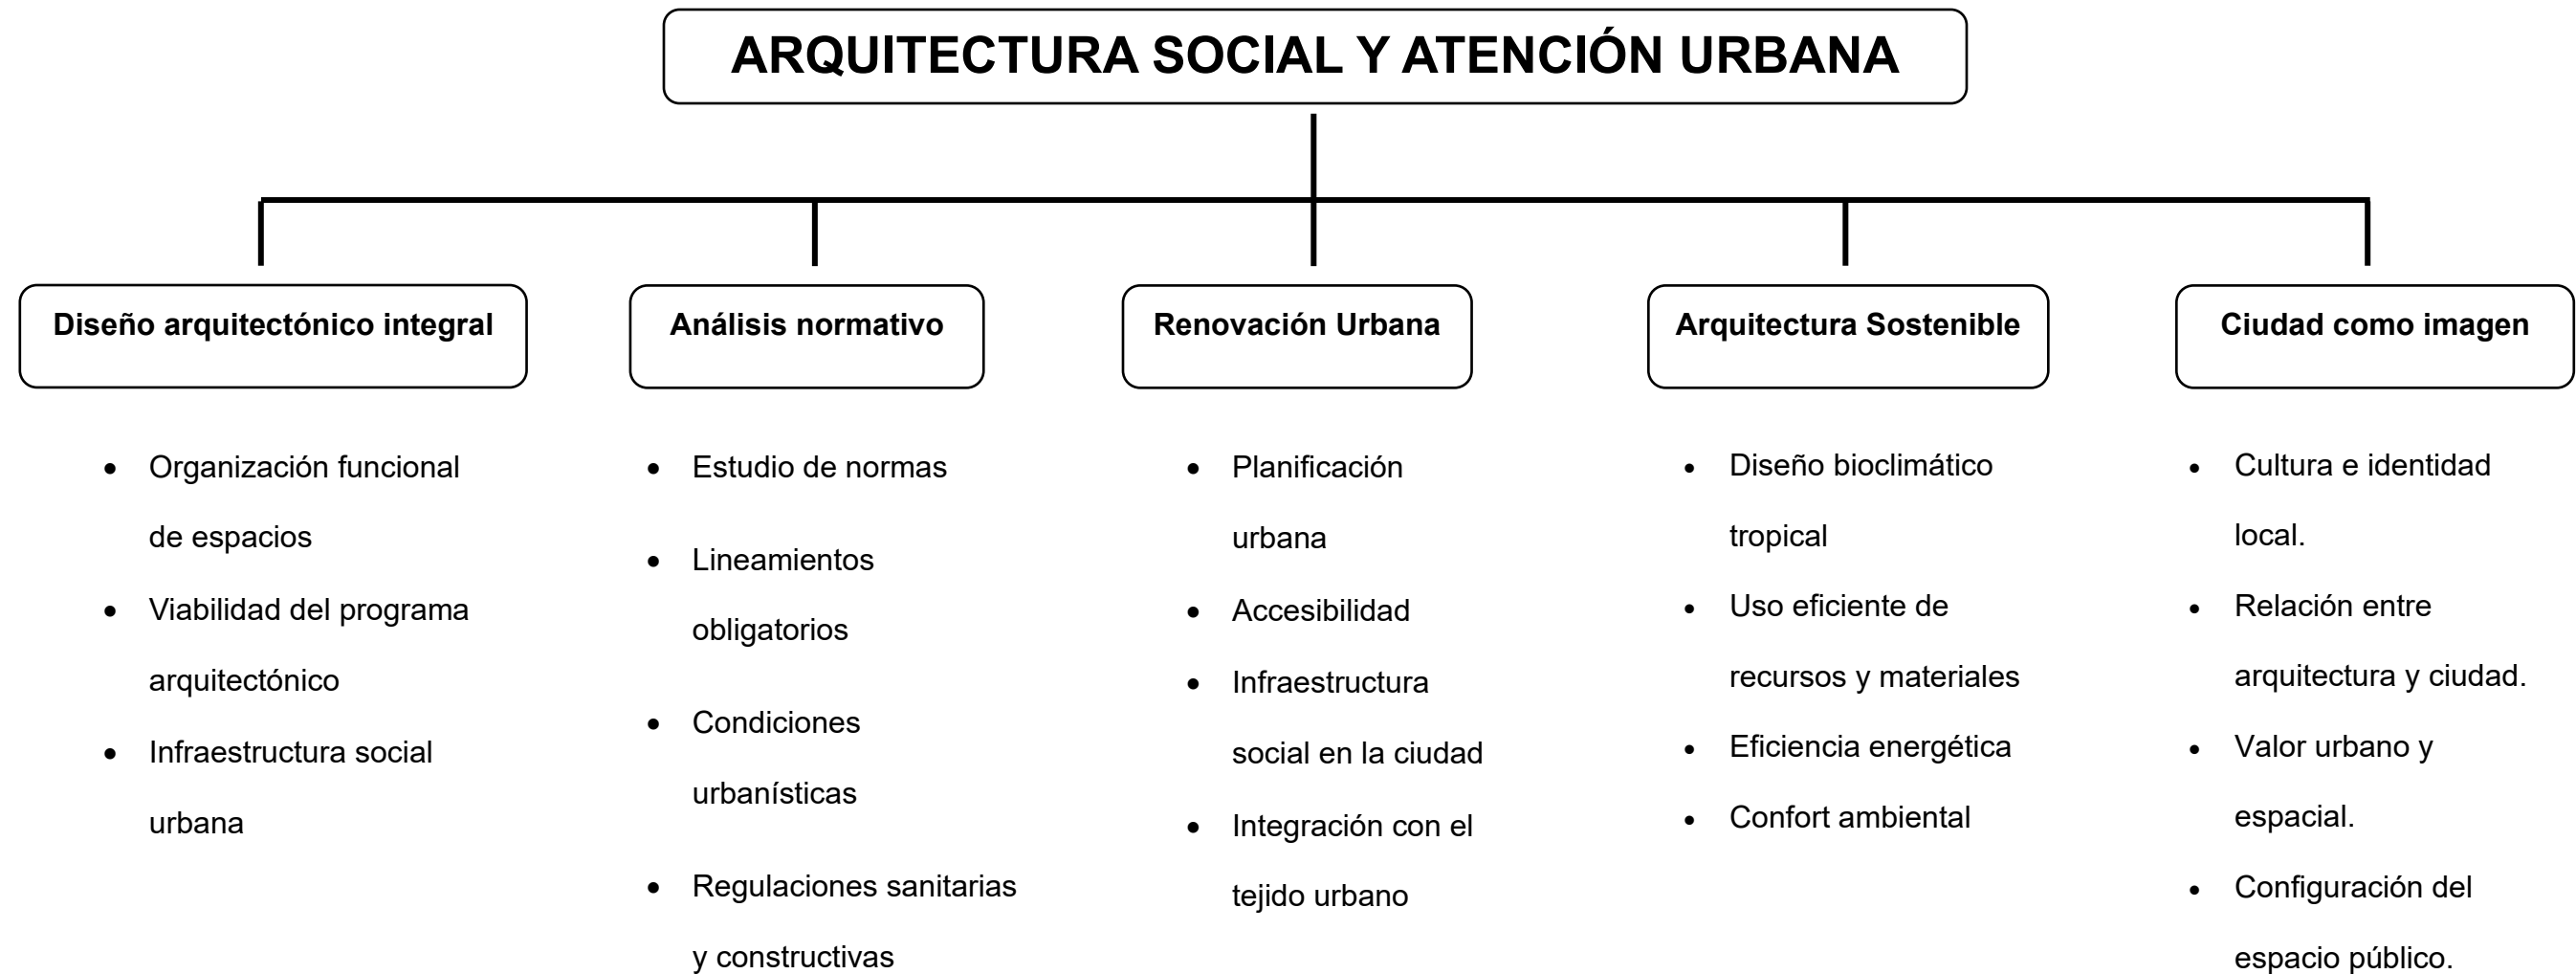 ARQUITECTURA SOCIAL Y ATENCIÓN URBANA
Diseño arquitectónico integral
• Organización funcional
de espacios
• Viabilidad del programa
arquitectónico
• Infraestructura social
urbana
Análisis normativo
• Estudio de normas
• Lineamientos
obligatorios
• Condiciones
urbanísticas
• Regulaciones sanitarias
y constructivas
Renovación Urbana
• Planificación
urbana
• Accesibilidad
• Infraestructura
social en la ciudad
• Integración con el
tejido urbano
Arquitectura Sostenible
• Diseño bioclimático
tropical
• Uso eficiente de
recursos y materiales
• Eficiencia energética
• Confort ambiental
Ciudad como imagen
• Cultura e identidad
local.
• Relación entre
arquitectura y ciudad.
• Valor urbano y
espacial.
• Configuración del
espacio público.